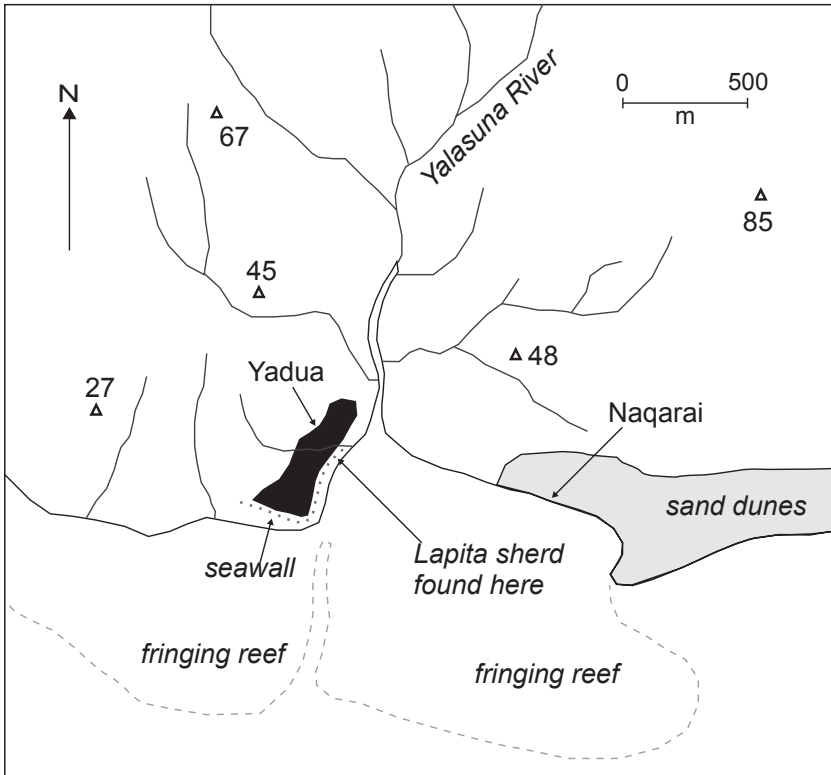 N
67
Yalasuna River
0 500
m
85
45
48
Yadua
27
Naqarai
sand dunes
seawall
Lapita sherd
found here
fringing reef
fringing reef